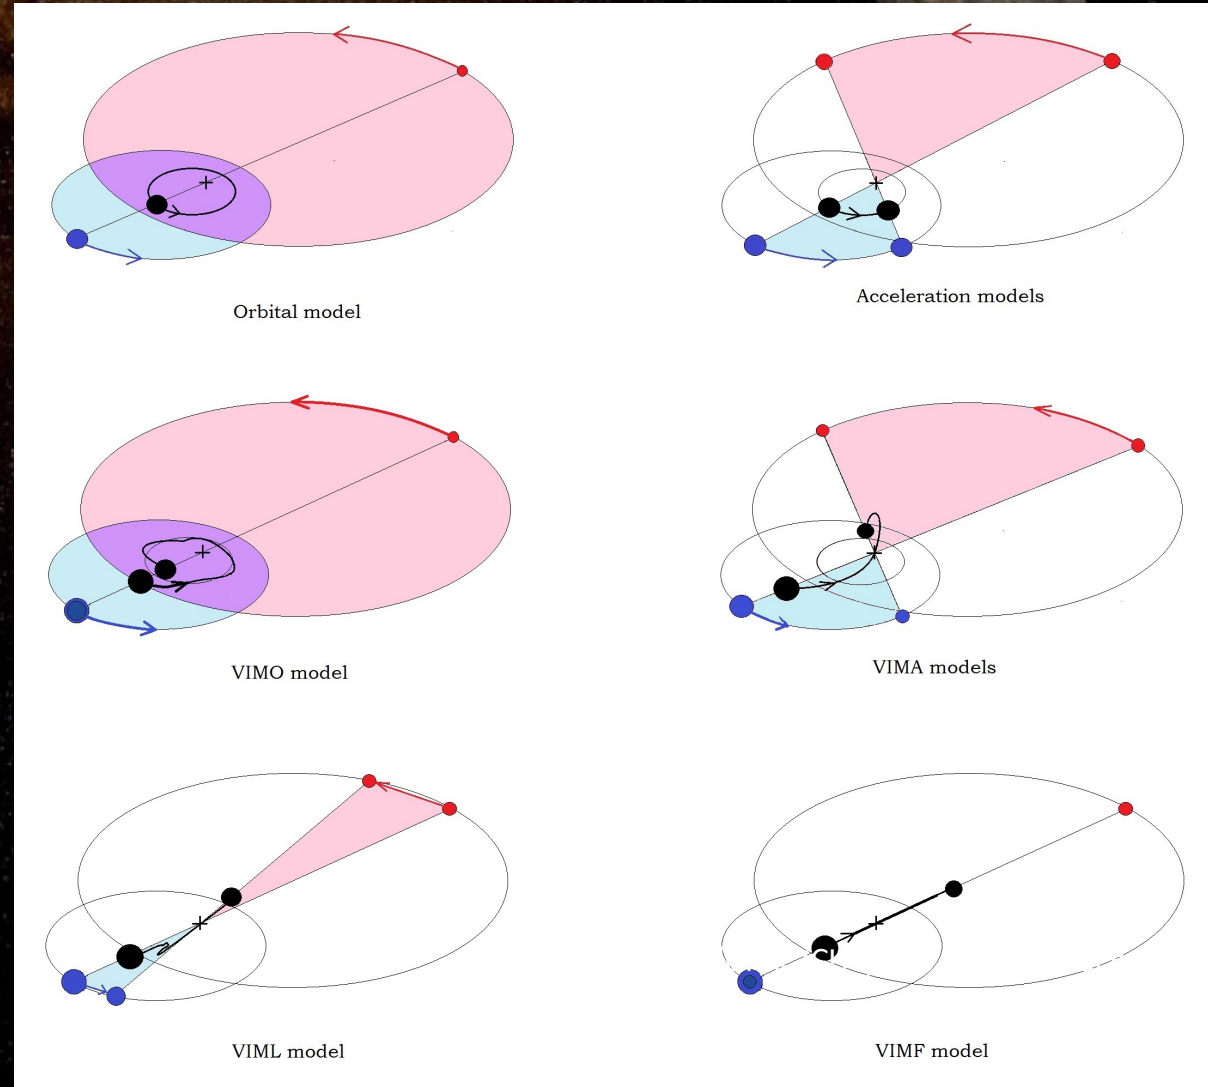 Orbital model
Acceleration models
VIMO model
VIMA models
VIML model
VIMF model